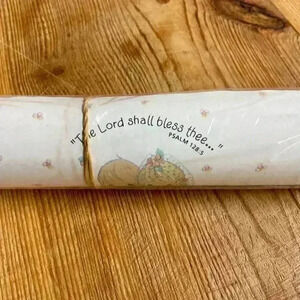 "The Lord shall bless thee..."
PSALM 128:5